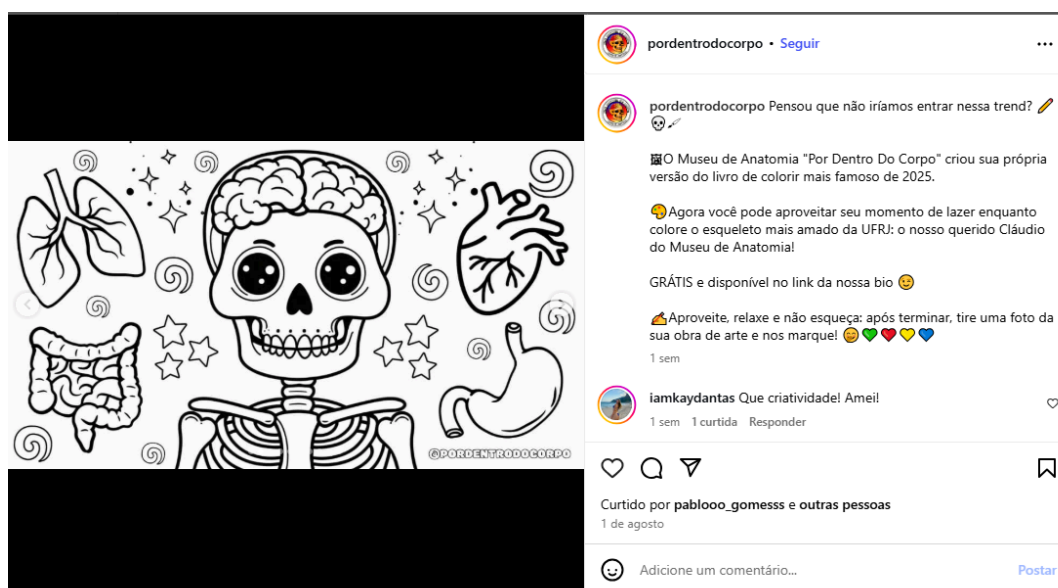 pordentrodocorpo • Seguir
pordentrodocorpo Pensou que não iríamos entrar nessa trend? ✏️
💀🖌️
🖼️O Museu de Anatomia "Por Dentro Do Corpo" criou sua própria
versão do livro de colorir mais famoso de 2025.
🎨Agora você pode aproveitar seu momento de lazer enquanto
colore o esqueleto mais amado da UFRJ: o nosso querido Cláudio
do Museu de Anatomia!
GRÁTIS e disponível no link da nossa bio 😉
✍️Aproveite, relaxe e não esqueça: após terminar, tire uma foto da
sua obra de arte e nos marque! 😄💚❤️💛💙
1 sem
iamkaydantas Que criatividade! Amei!
1 sem 1 curtida Responder
@PORDENTRODOCORPO
Curtido por pablooo_gomesss e outras pessoas
1 de agosto
Adicione um comentário...
Postar